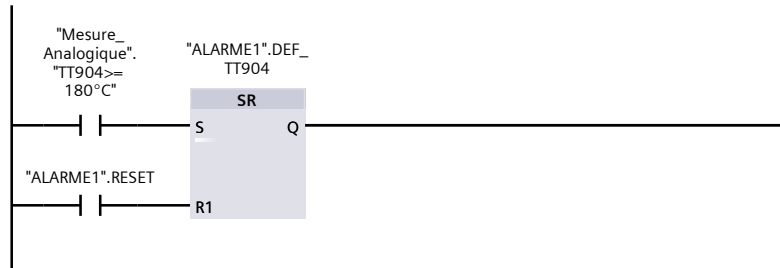 "Mesure_
Analogique".
"TT904>=
180°C"
"ALARME1".DEF_
TT904
SR
S
Q
"ALARME1".RESET
R1